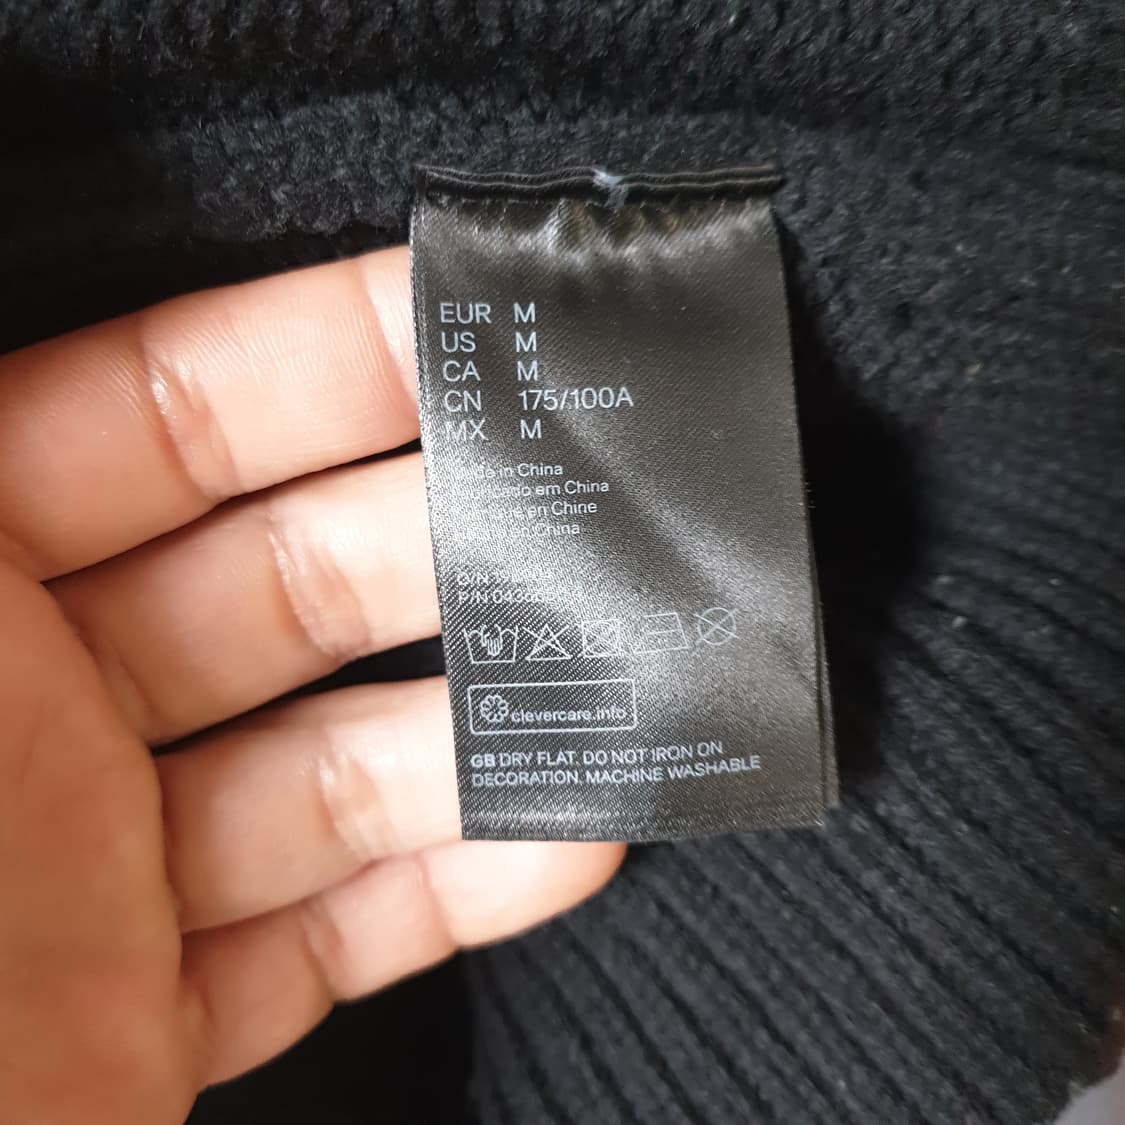 EUR M
US M
CA M
CN 175/100A
MX M
in China
em China
en Chine
China
O/N
P/N
clevercare.info
GB DRY FLAT. DO NOT IRON ON
DECORATION. MACHINE WASHABLE